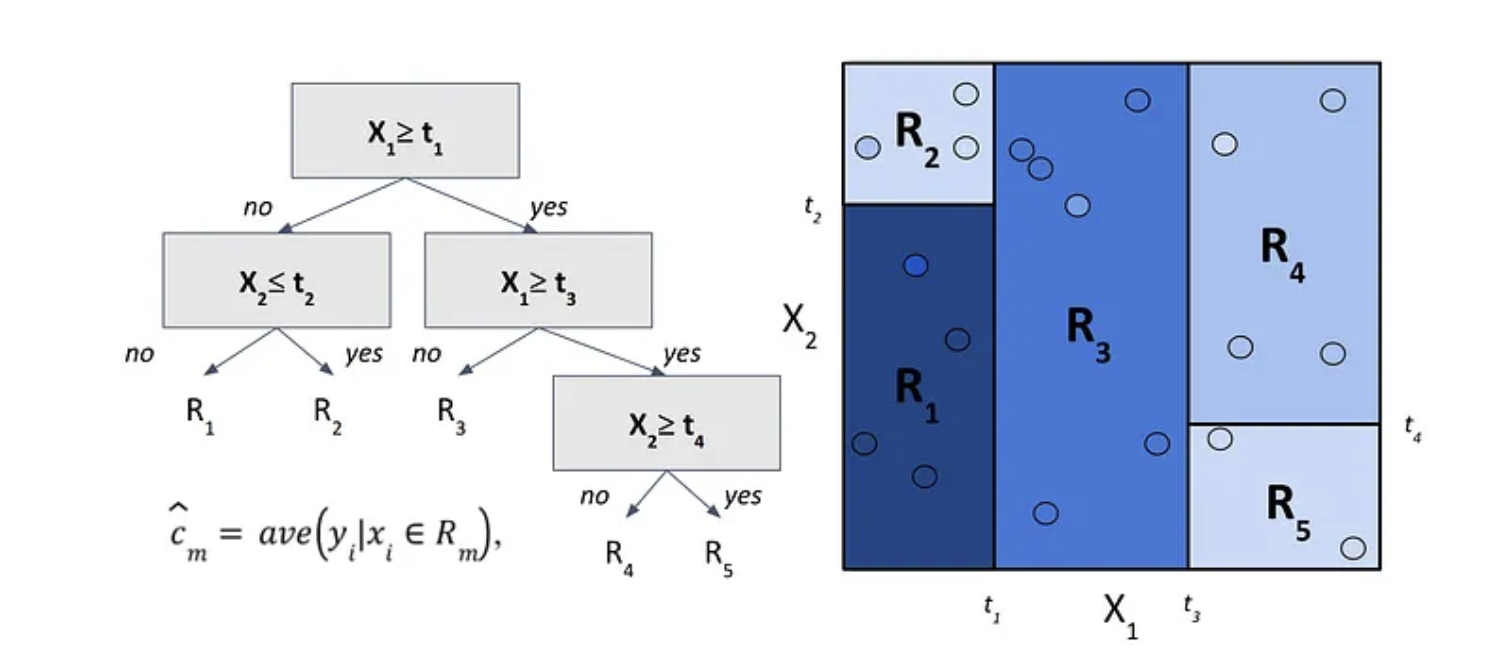 X₁ ≥ t₁
no
yes
X₂ ≤ t₂
X₁ ≥ t₃
no
yes
no
yes
R₁
R₂
R₃
X₂ ≥ t₄
no
yes
R₄
R₅
ĉₘ = ave(yᵢ|xᵢ ∈ Rₘ),
R₂
t₂
R₄
X₂
R₃
R₁
t₄
R₅
t₁
X₁
t₃